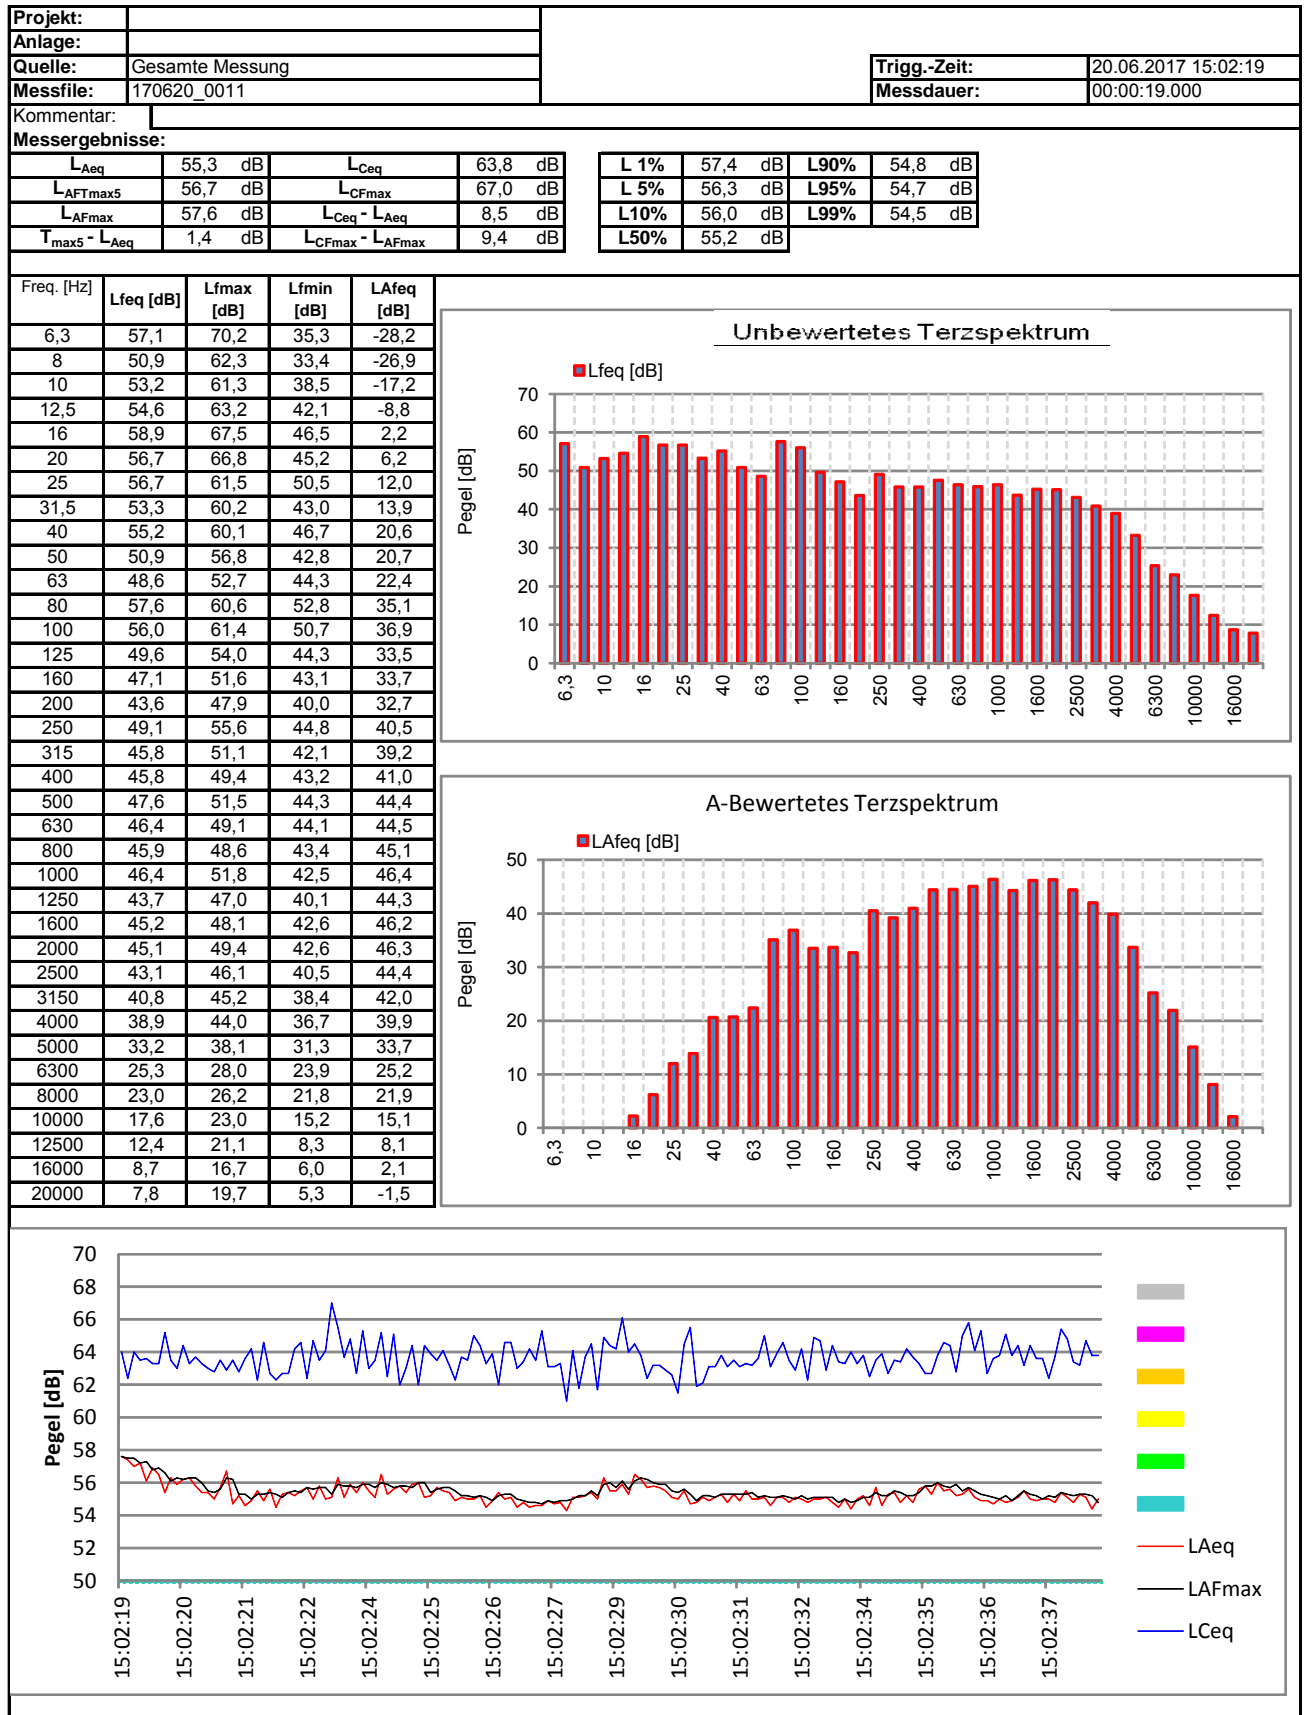 Projekt:
Anlage:
Quelle: Gesamte Messung Trigg.-Zeit: 20.06.2017 15:02:19
Messfile: 170620_0011 Messdauer: 00:00:19.000
Kommentar:
Messergebnisse:
LAeq 55,3 dB LCeq 63,8 dB L 1% 57,4 dB L90% 54,8 dB
LAFTmax5 56,7 dB LCFmax 67,0 dB L 5% 56,3 dB L95% 54,7 dB
LAFmax 57,6 dB LCeq - LAeq 8,5 dB L10% 56,0 dB L99% 54,5 dB
Tmax5 - LAeq 1,4 dB LCFmax - LAFmax 9,4 dB L50% 55,2 dB
Freq. [Hz] Lfeq [dB] Lfmax [dB] Lfmin [dB] LAfeq [dB]
6,3 57,1 70,2 35,3 -28,2
8 50,9 62,3 33,4 -26,9
10 53,2 61,3 38,5 -17,2
12,5 54,6 63,2 42,1 -8,8
16 58,9 67,5 46,5 2,2
20 56,7 66,8 45,2 6,2
25 56,7 61,5 50,5 12,0
31,5 53,3 60,2 43,0 13,9
40 55,2 60,1 46,7 20,6
50 50,9 56,8 42,8 20,7
63 48,6 52,7 44,3 22,4
80 57,6 60,6 52,8 35,1
100 56,0 61,4 50,7 36,9
125 49,6 54,0 44,3 33,5
160 47,1 51,6 43,1 33,7
200 43,6 47,9 40,0 32,7
250 49,1 55,6 44,8 40,5
315 45,8 51,1 42,1 39,2
400 45,8 49,4 43,2 41,0
500 47,6 51,5 44,3 44,4
630 46,4 49,1 44,1 44,5
800 45,9 48,6 43,4 45,1
1000 46,4 51,8 42,5 46,4
1250 43,7 47,0 40,1 44,3
1600 45,2 48,1 42,6 46,2
2000 45,1 49,4 42,6 46,3
2500 43,1 46,1 40,5 44,4
3150 40,8 45,2 38,4 42,0
4000 38,9 44,0 36,7 39,9
5000 33,2 38,1 31,3 33,7
6300 25,3 28,0 23,9 25,2
8000 23,0 26,2 21,8 21,9
10000 17,6 23,0 15,2 15,1
12500 12,4 21,1 8,3 8,1
16000 8,7 16,7 6,0 2,1
20000 7,8 19,7 5,3 -1,5
Unbewertetes Terzspektrum
Lfeq [dB]
Pegel [dB]
70
60
50
40
30
20
10
0
6,3 10 16 25 40 63 100 160 250 400 630 1000 1600 2500 4000 6300 10000 16000
A-Bewertetes Terzspektrum
LAfeq [dB]
Pegel [dB]
50
40
30
20
10
0
6,3 10 16 25 40 63 100 160 250 400 630 1000 1600 2500 4000 6300 10000 16000
Pegel [dB]
70
68
66
64
62
60
58
56
54
52
50
15:02:19 15:02:20 15:02:22 15:02:24 15:02:25 15:02:26 15:02:27 15:02:29 15:02:30 15:02:31 15:02:32 15:02:34 15:02:35 15:02:36 15:02:37
LAeq
LAFmax
LCeq